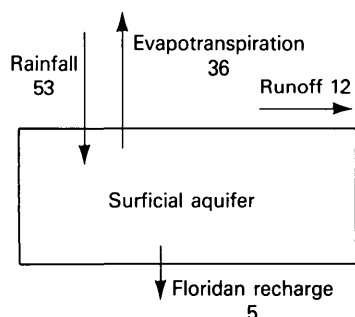 Evapotranspiration
36
Rainfall
53
Runoff 12
Surficial aquifer
Floridan recharge
5